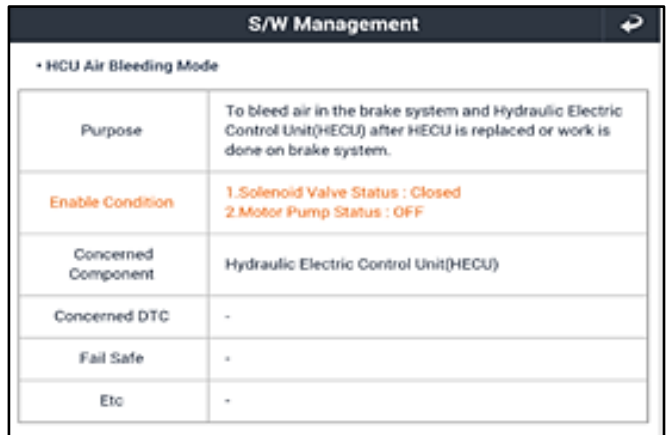 S/W Management
• HCU Air Bleeding Mode
Purpose
To bleed air in the brake system and Hydraulic Electric
Control Unit(HECU) after HECU is replaced or work is
done on brake system.
Enable Condition
1.Solenoid Valve Status : Closed
2.Motor Pump Status : OFF
Concerned
Component
Hydraulic Electric Control Unit(HECU)
Concerned DTC
-
Fail Safe
-
Etc
-